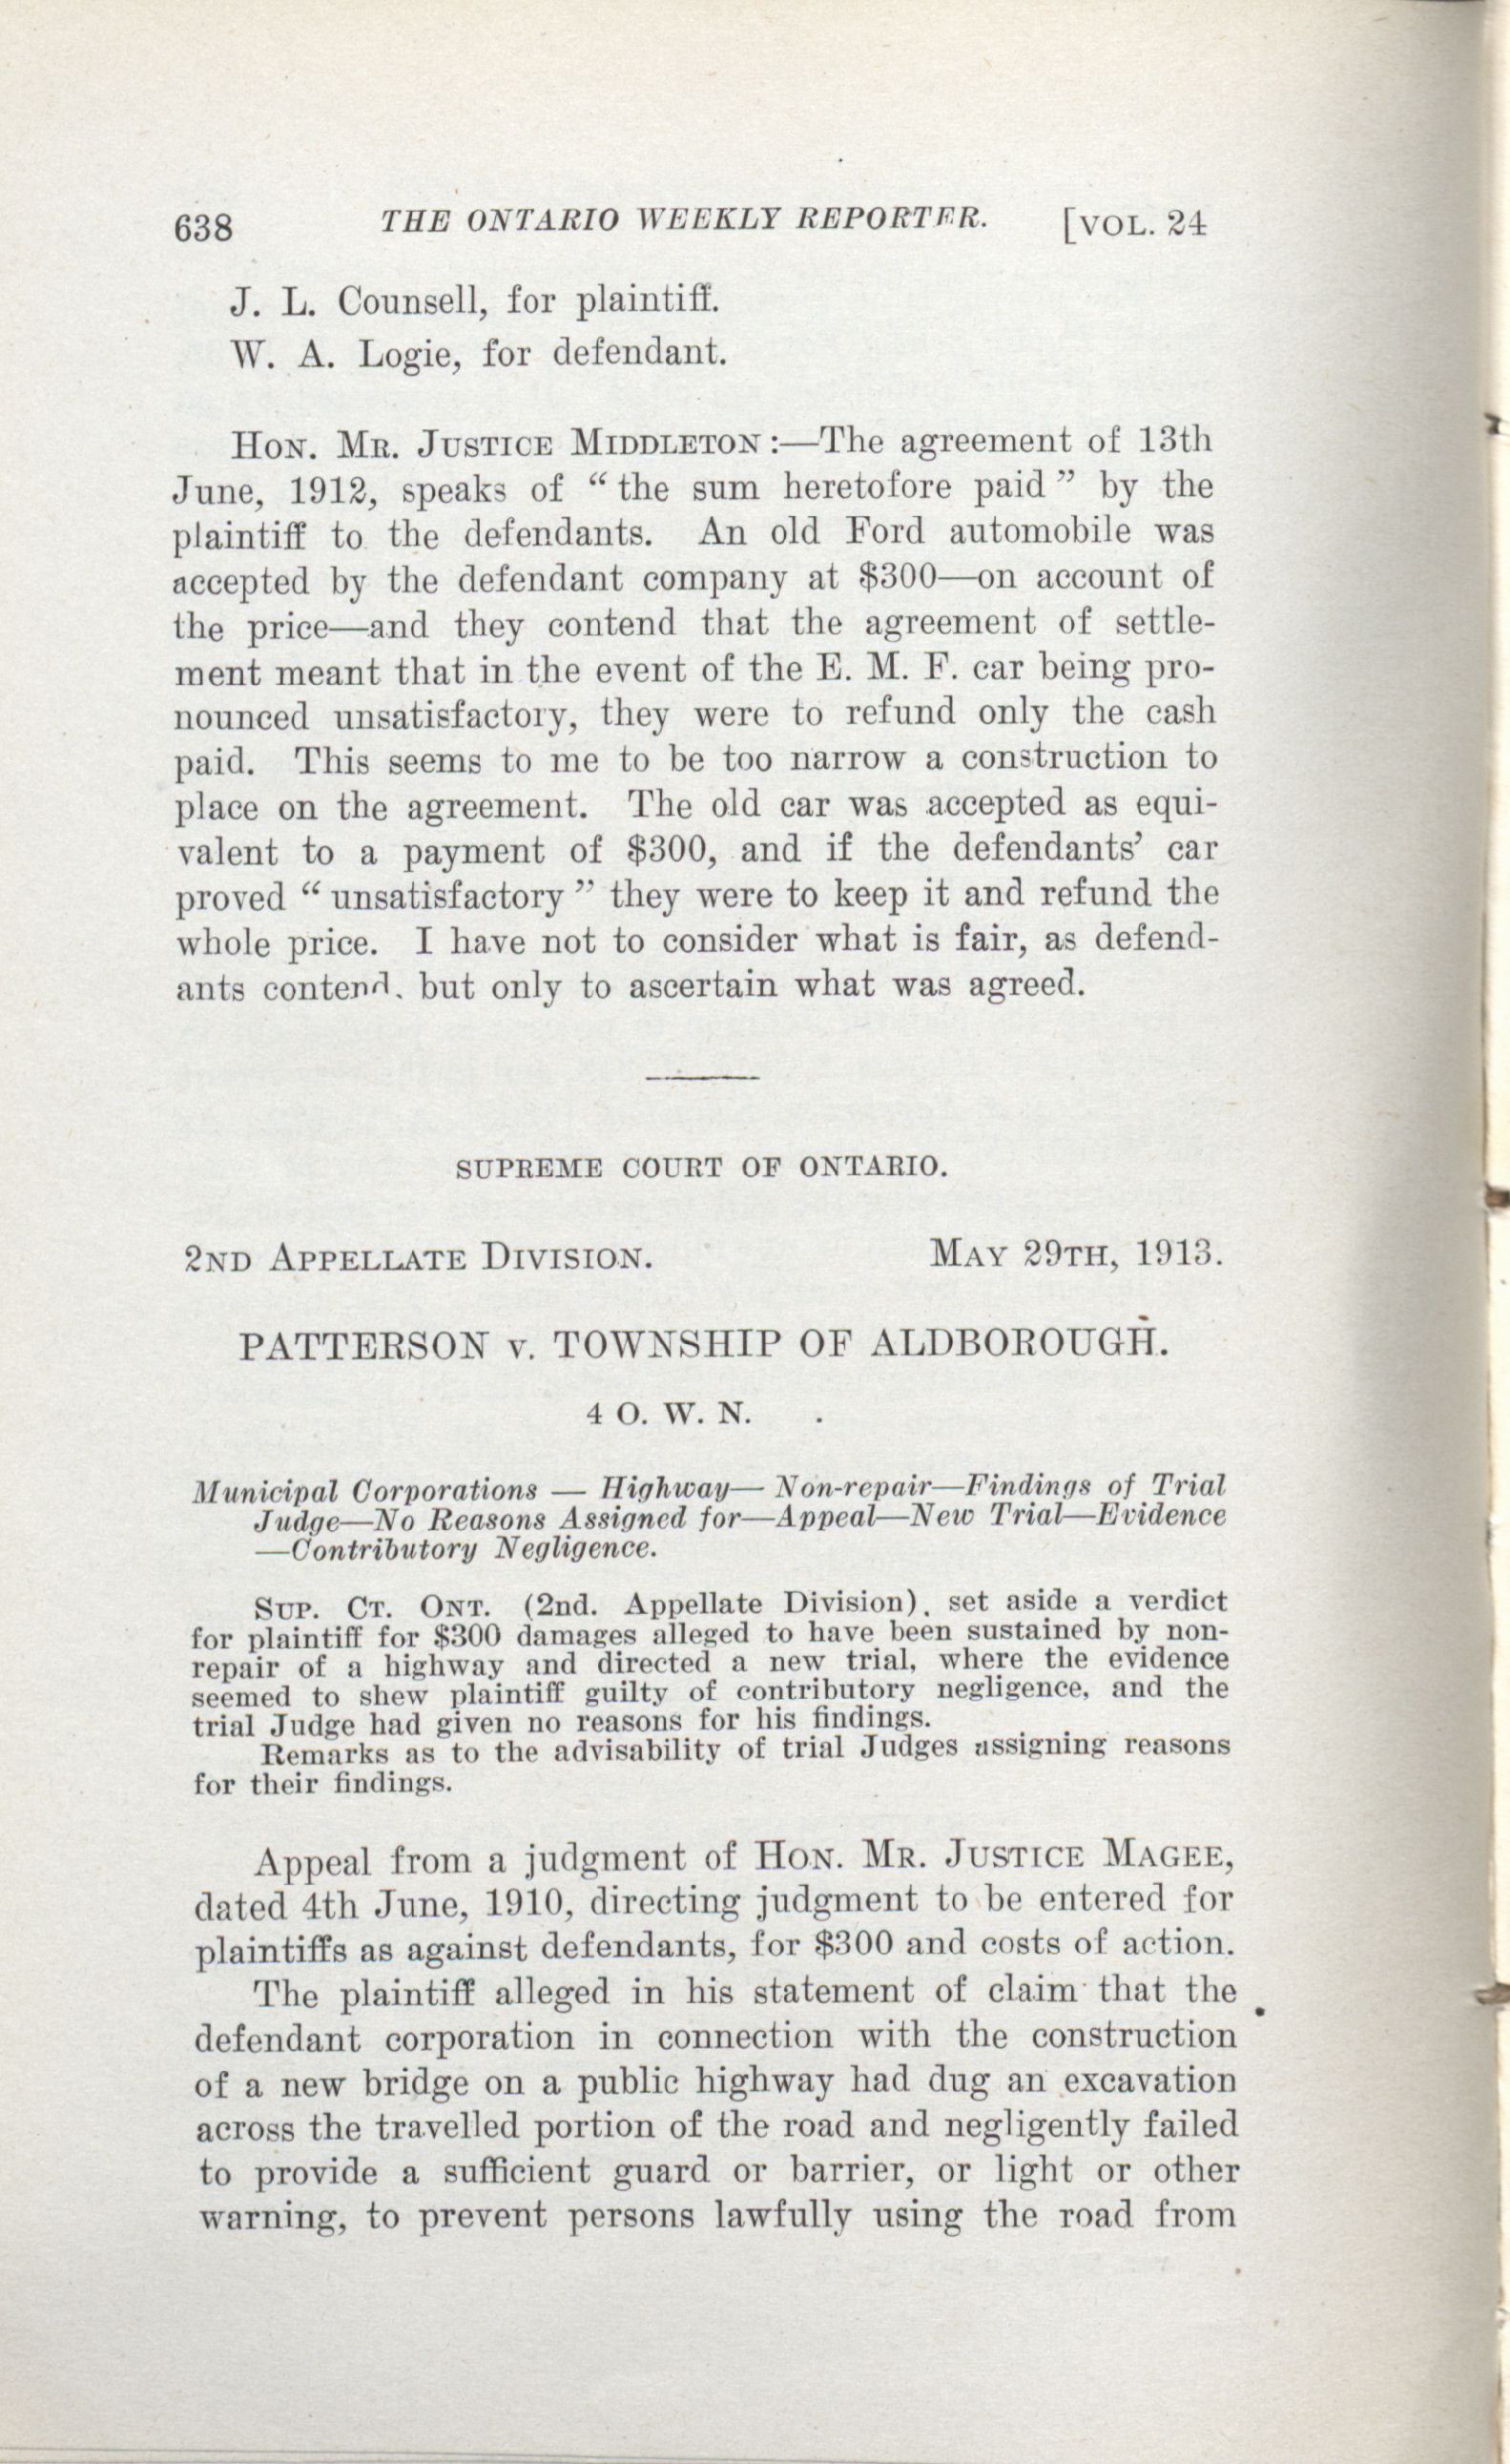 638 THE ONTARIO WEEKLY REPORTER. [VOL. 24
J. L. Counsell, for plaintiff.
W. A. Logie, for defendant.
HON. MR. JUSTICE MIDDLETON:—The agreement of 13th
June, 1912, speaks of “the sum heretofore paid” by the
plaintiff to the defendants. An old Ford automobile was
accepted by the defendant company at $300—on account of
the price—and they contend that the agreement of settle-
ment meant that in the event of the E. M. F. car being pro-
nounced unsatisfactory, they were to refund only the cash
paid. This seems to me to be too narrow a construction to
place on the agreement. The old car was accepted as equi-
valent to a payment of $300, and if the defendants’ car
proved “unsatisfactory” they were to keep it and refund the
whole price. I have not to consider what is fair, as defend-
ants contend, but only to ascertain what was agreed.
SUPREME COURT OF ONTARIO.
2ND APPELLATE DIVISION. MAY 29TH, 1913.
PATTERSON v. TOWNSHIP OF ALDBOROUGH.
4 O. W. N.
Municipal Corporations — Highway— Non-repair—Findings of Trial
Judge—No Reasons Assigned for—Appeal—New Trial—Evidence
—Contributory Negligence.
SUP. CT. ONT. (2nd. Appellate Division), set aside a verdict
for plaintiff for $300 damages alleged to have been sustained by non-
repair of a highway and directed a new trial, where the evidence
seemed to shew plaintiff guilty of contributory negligence, and the
trial Judge had given no reasons for his findings.
Remarks as to the advisability of trial Judges assigning reasons
for their findings.
Appeal from a judgment of HON. MR. JUSTICE MAGEE,
dated 4th June, 1910, directing judgment to be entered for
plaintiffs as against defendants, for $300 and costs of action.
The plaintiff alleged in his statement of claim that the
defendant corporation in connection with the construction
of a new bridge on a public highway had dug an excavation
across the travelled portion of the road and negligently failed
to provide a sufficient guard or barrier, or light or other
warning, to prevent persons lawfully using the road from